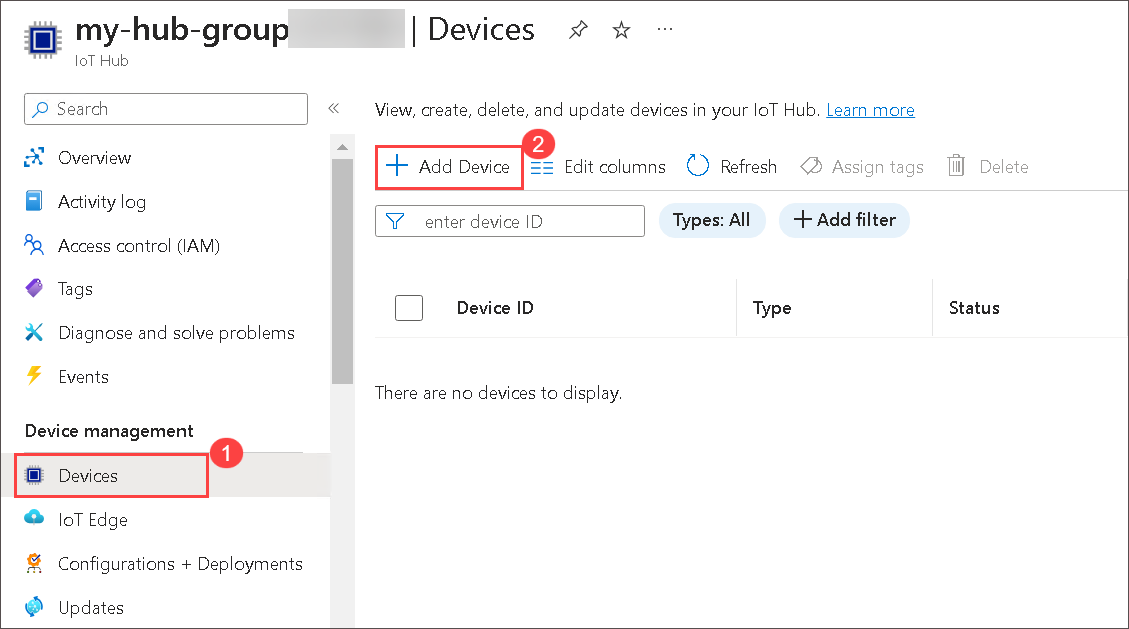 my-hub-group | Devices ...
IoT Hub
Search «
Overview
Activity log
Access control (IAM)
Tags
Diagnose and solve problems
Events
Device management
Devices 1
IoT Edge
Configurations + Deployments
Updates
View, create, delete, and update devices in your IoT Hub. Learn more
+ Add Device 2 Edit columns Refresh Assign tags Delete
enter device ID Types: All + Add filter
Device ID Type Status
There are no devices to display.